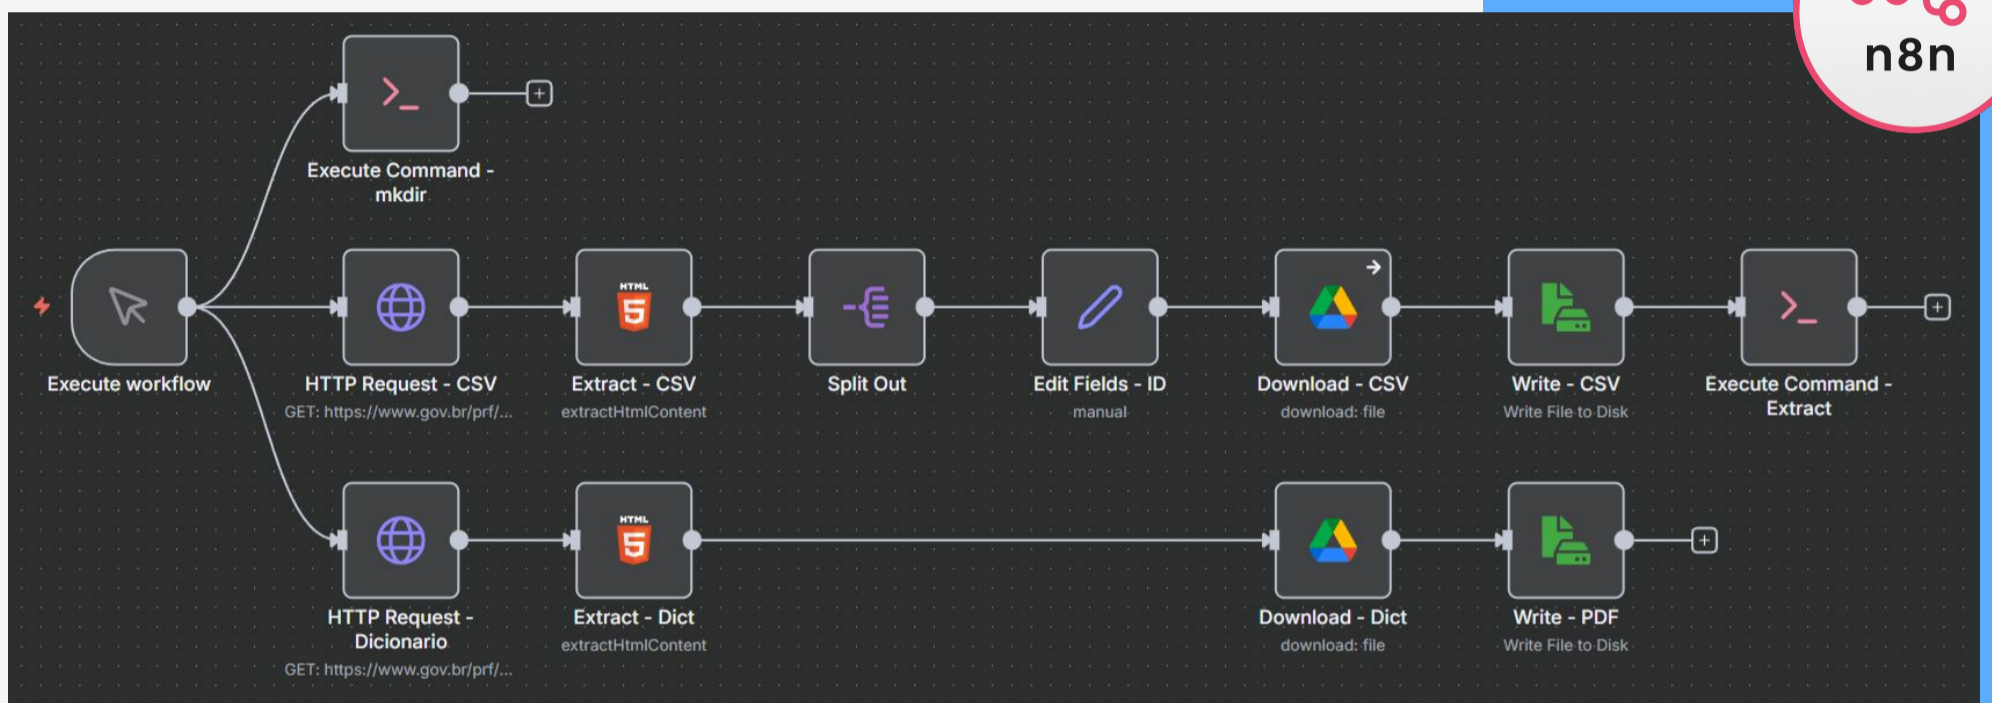 n8n
Execute Command -
mkdir
Execute workflow
HTTP Request - CSV
GET: https://www.gov.br/prf/...
HTML
5
Extract - CSV
extractHtmlContent
Split Out
Edit Fields - ID
manual
Download - CSV
download: file
Write - CSV
Write File to Disk
Execute Command -
Extract
HTTP Request -
Dicionario
GET: https://www.gov.br/prf/...
HTML
5
Extract - Dict
extractHtmlContent
Download - Dict
download: file
Write - PDF
Write File to Disk